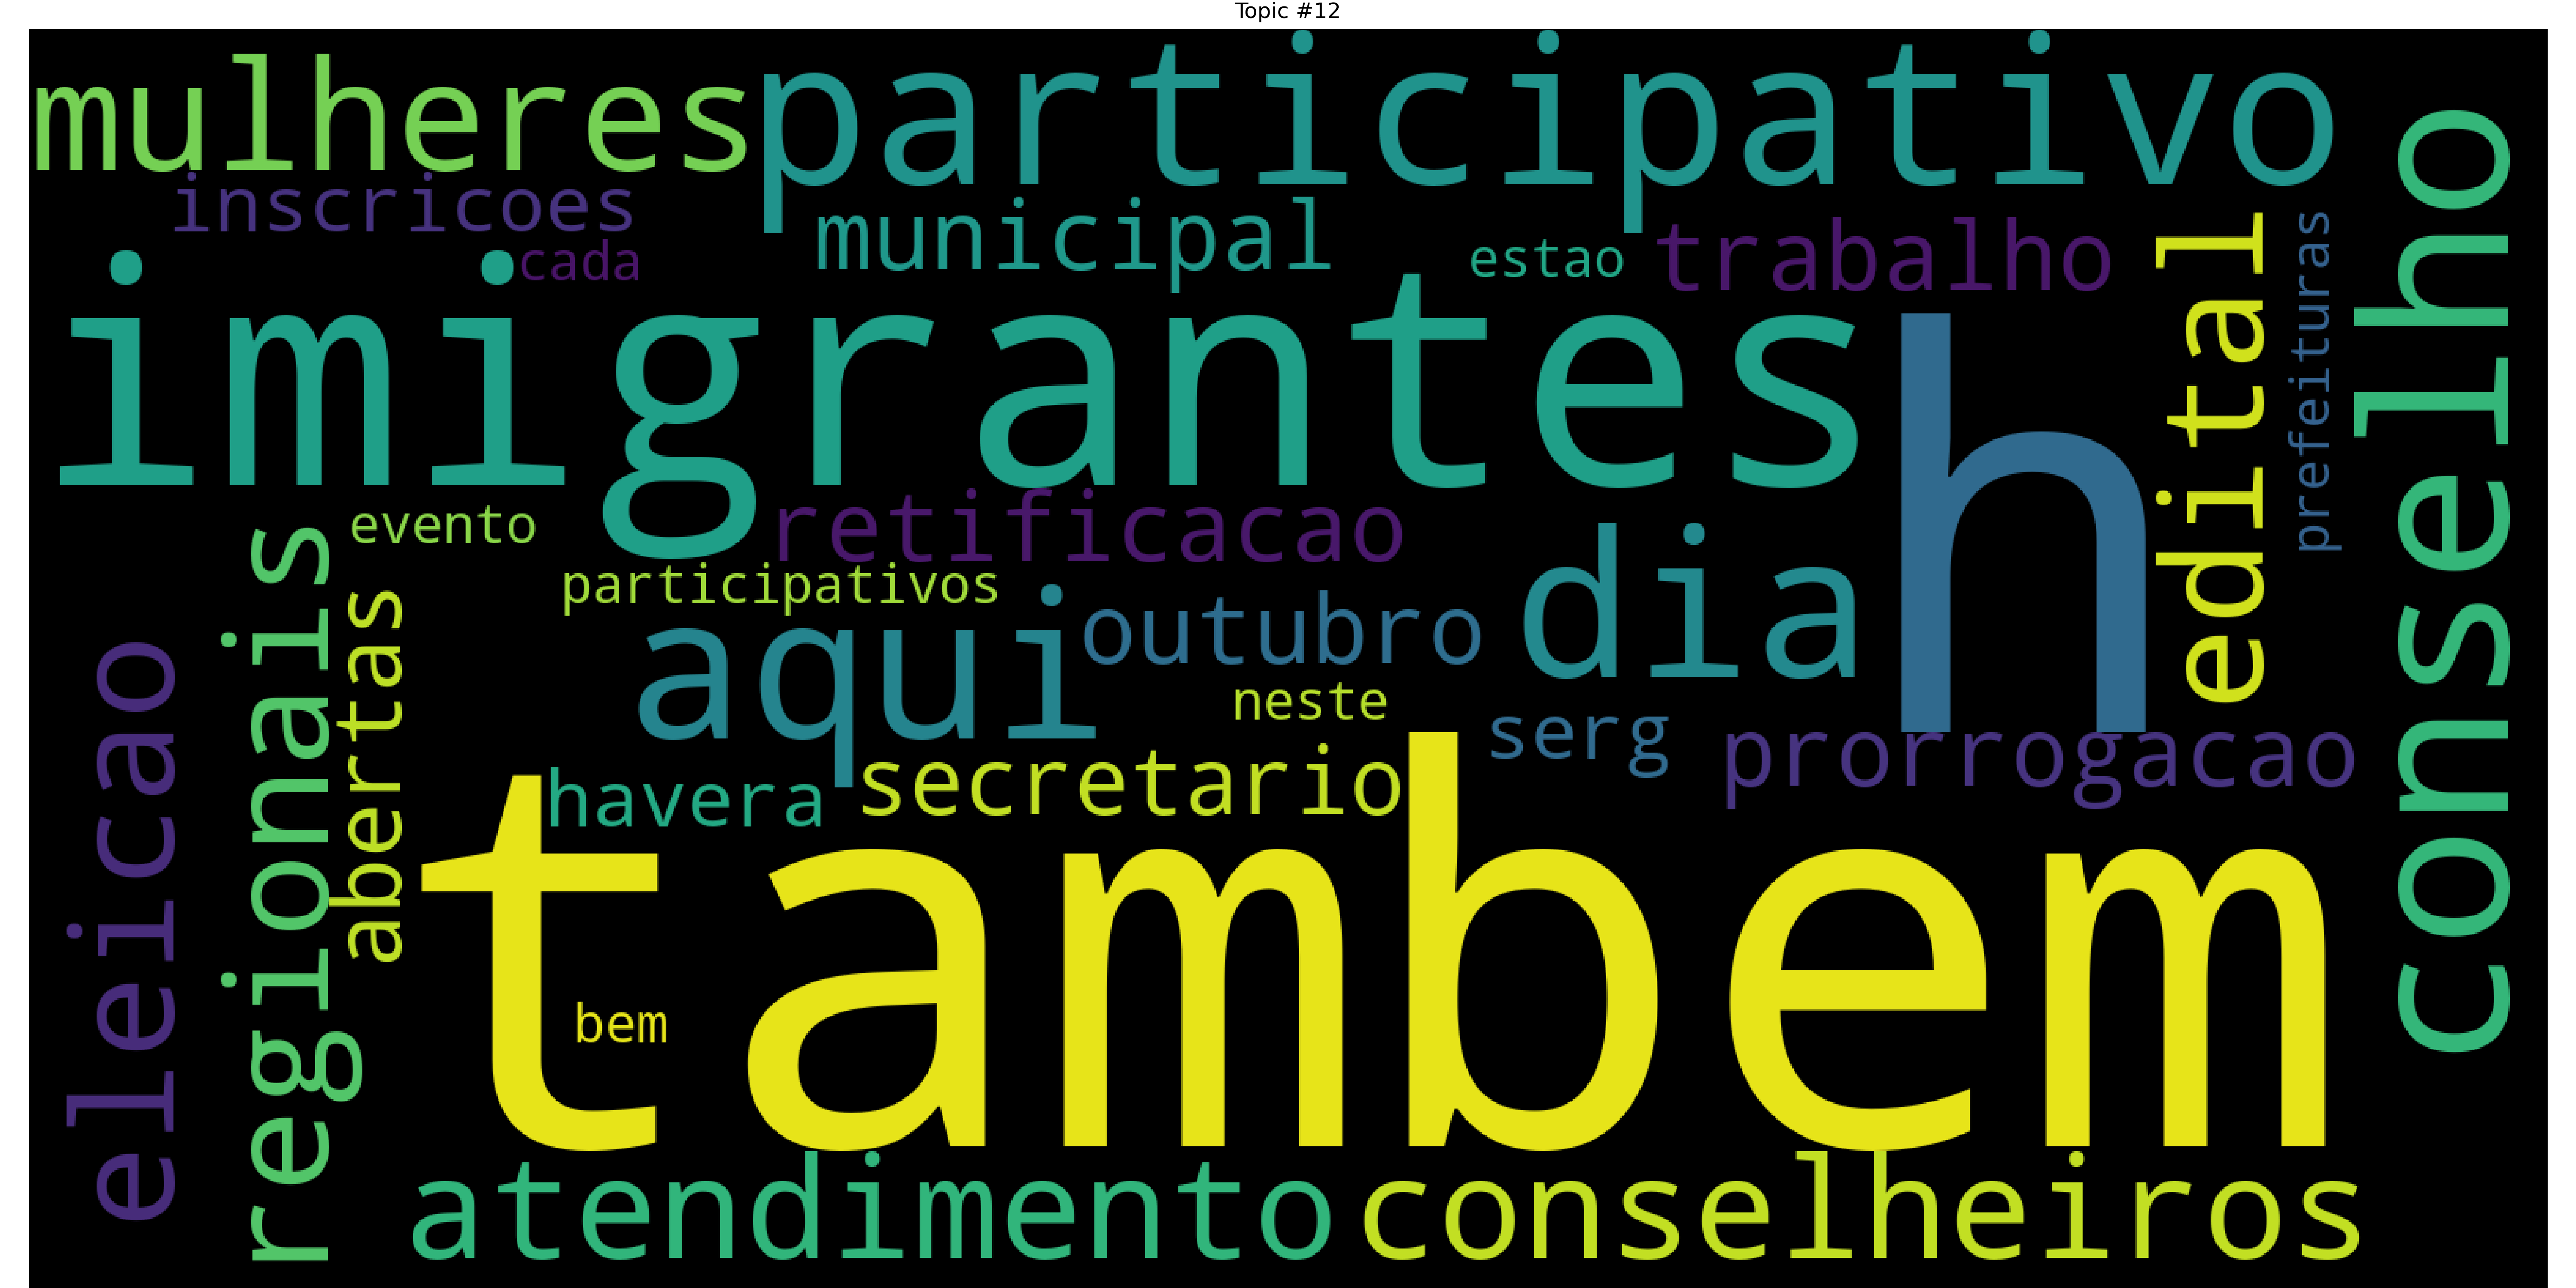 Topic #12
mulheres
participativo
inscricoes
municipal
cada
estao
trabalho
imigrantes
h
edital
prefeituras
conselho
evento
retificacao
participativos
regionais
abertas
eleicao
aqui
outubro
dia
neste
serg
prorrogacao
havera
secretario
tambem
bem
atendimento
conselheiros